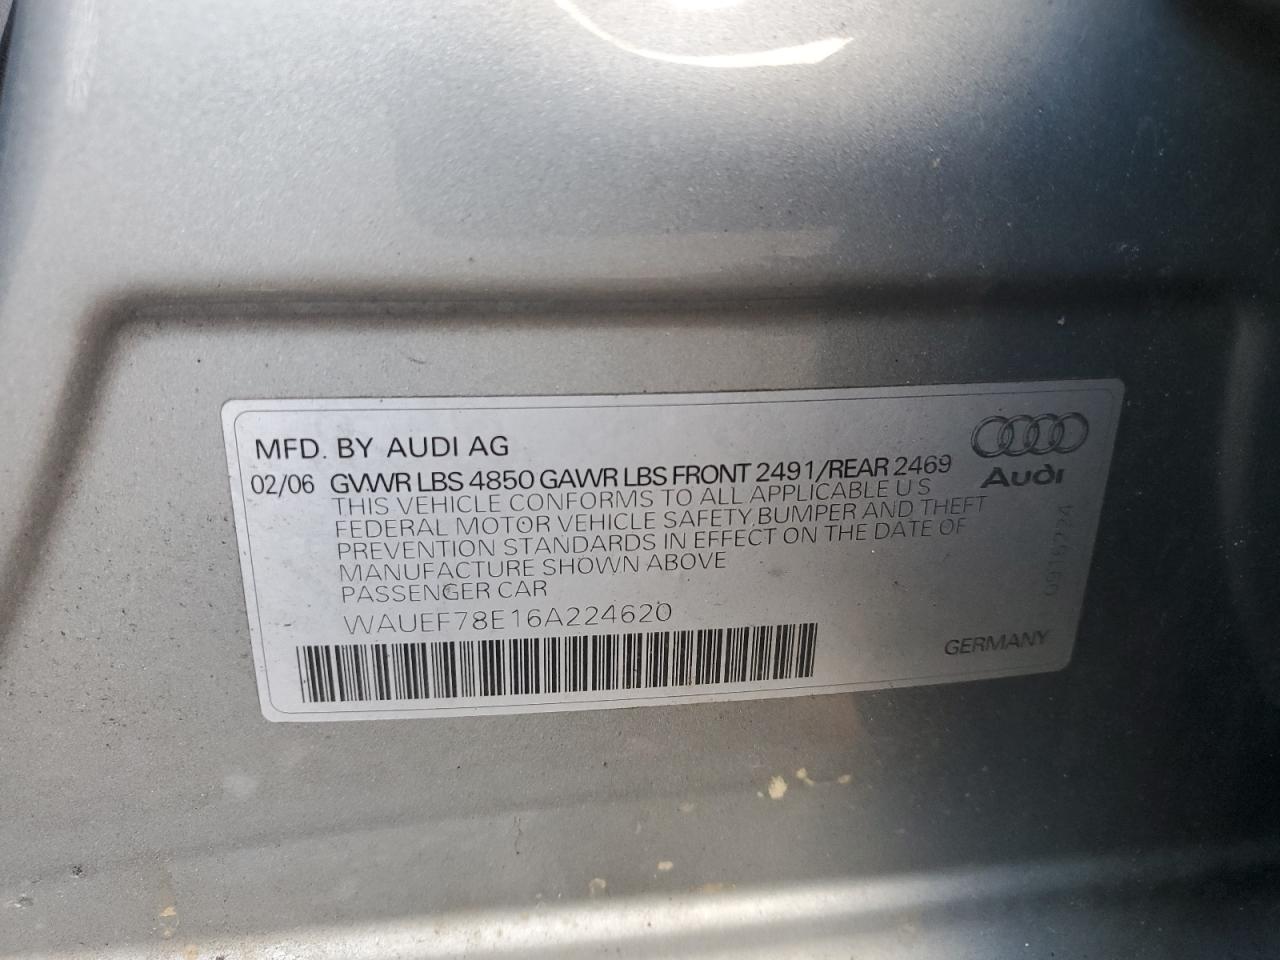 MFD. BY AUDI AG
02/06 GVWR LBS 4850 GAWR LBS FRONT 2491/REAR 2469
Audi
THIS VEHICLE CONFORMS TO ALL APPLICABLE U S
FEDERAL MOTOR VEHICLE SAFETY, BUMPER AND THEFT
PREVENTION STANDARDS IN EFFECT ON THE DATE OF
MANUFACTURE SHOWN ABOVE
PASSENGER CAR
WAUEF78E16A224620
GERMANY